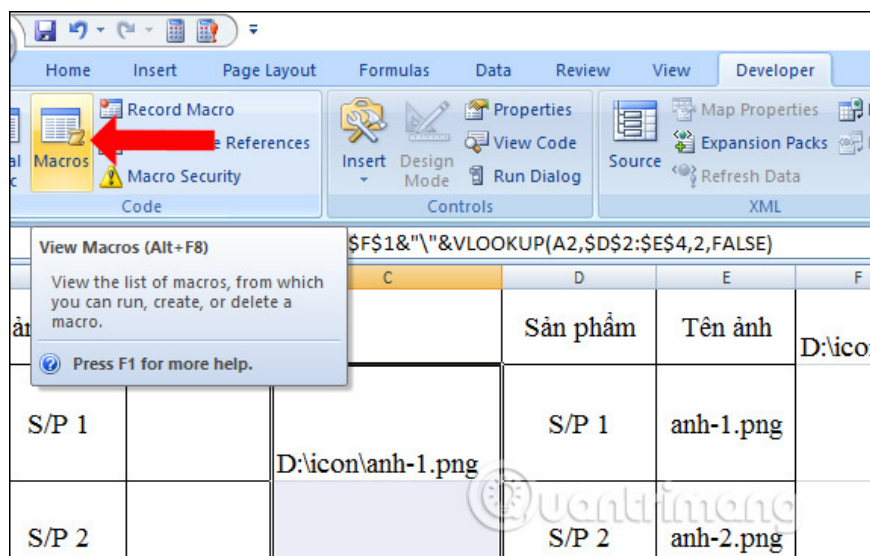 Home Insert Page Layout Formulas Data Review View Developer
Macros
Record Macro
References
Macro Security
Code
Insert
Design
Mode
Properties
View Code
Run Dialog
Controls
Source
Map Properties
Expansion Packs
Refresh Data
XML
$F$1&"\"&VLOOKUP(A2,$D$2:$E$4,2,FALSE)
View Macros (Alt+F8)
View the list of macros, from which
you can run, create, or delete a
macro.
Press F1 for more help.
C D E F
Sản phẩm Tên ảnh
D:\ico
S/P 1 S/P 1 anh-1.png
D:\icon\anh-1.png
Quantrimang
S/P 2 S/P 2 anh-2.png